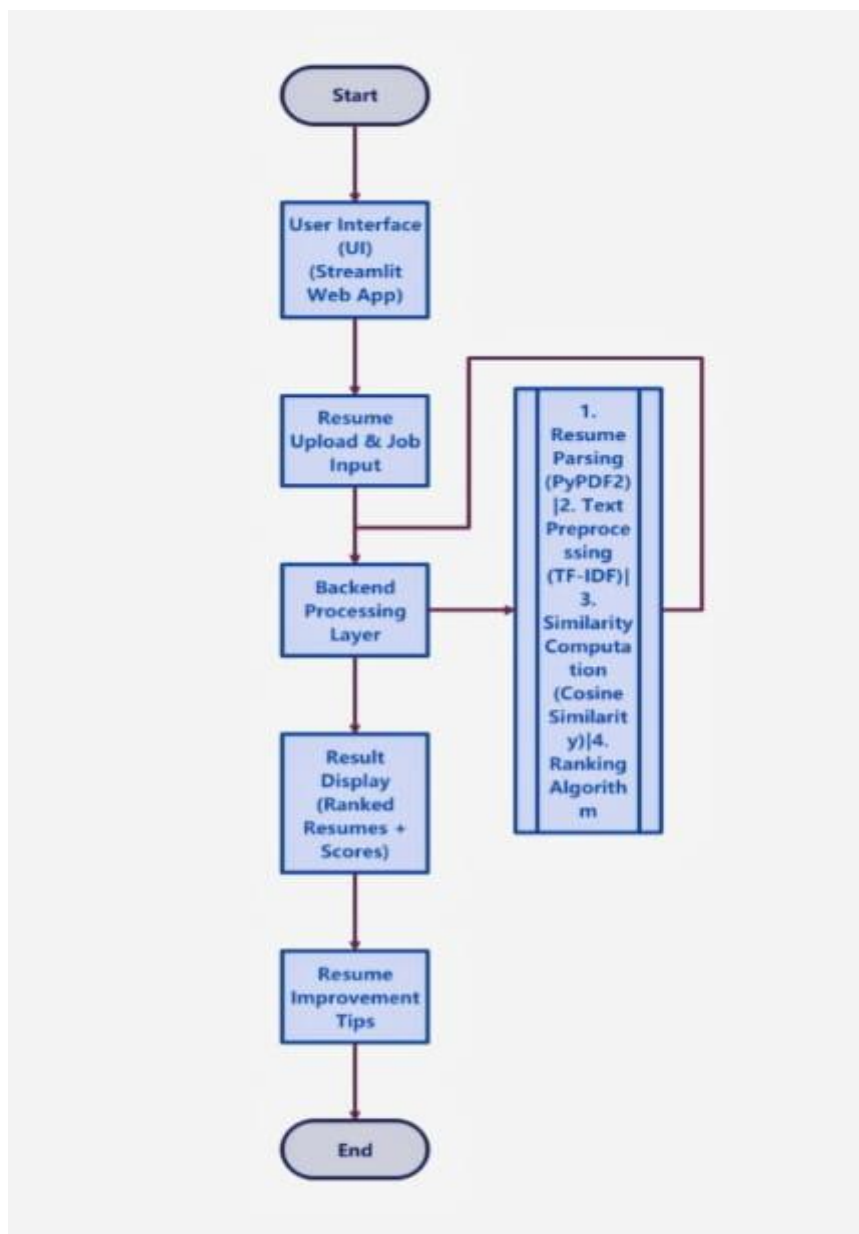 Start
User Interface
(UI)
(Streamlit
Web App)
Resume
Upload & Job
Input
Backend
Processing
Layer
1.
Resume
Parsing
(PyPDF2)
|2. Text
Preproce
ssing
(TF-IDF)|
3.
Similarity
Computa
tion
(Cosine
Similarit
y)|4.
Ranking
Algorith
m
Result
Display
(Ranked
Resumes +
Scores)
Resume
Improvement
Tips
End